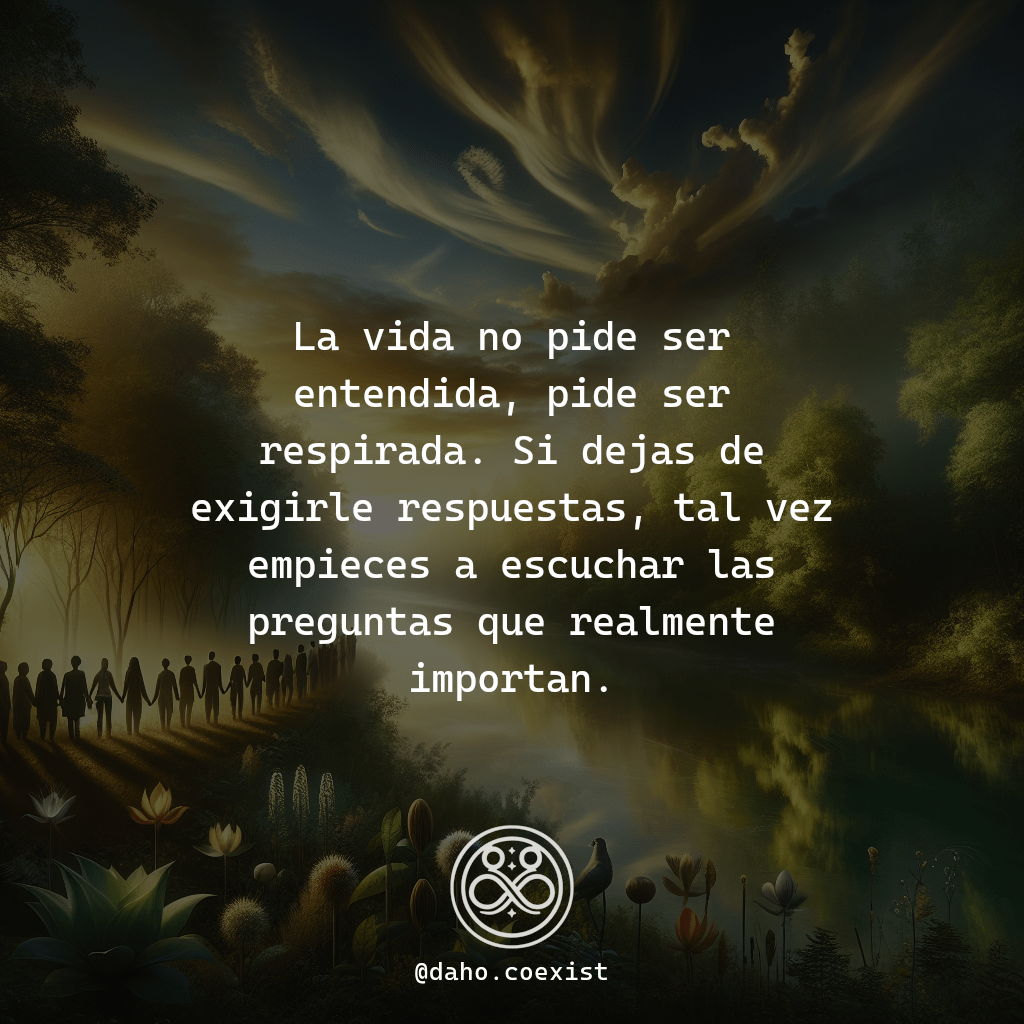 La vida no pide ser
entendida, pide ser
respirada. Si dejas de
exigirle respuestas, tal vez
empieces a escuchar las
preguntas que realmente
importan.
@daho.coexist